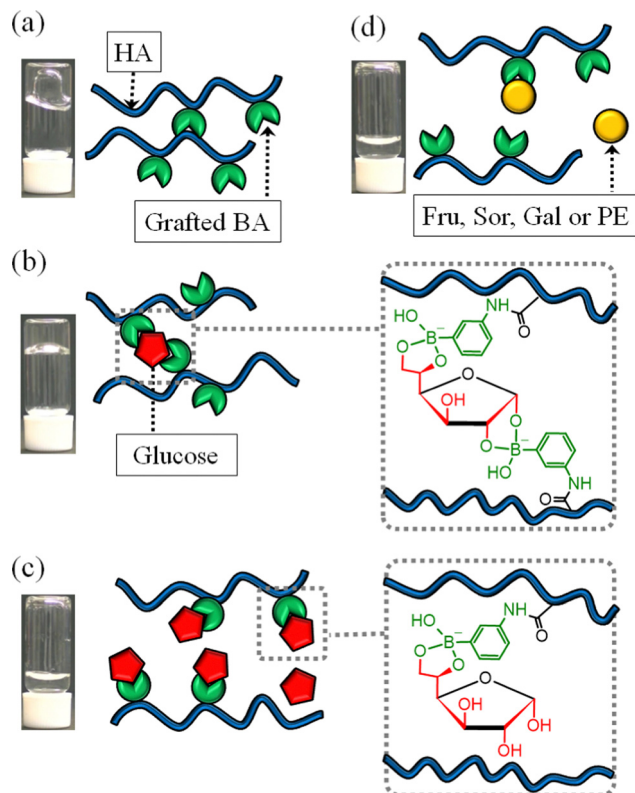 (a)
HA
Grafted BA
(d)
Fru, Sor, Gal or PE
(b)
Glucose
HO
B
−
NH
O
O
O
O
OH
O
O
B
−
HO
NH
O
(c)
HO
B
−
NH
O
O
O
O
OH
OH
OH